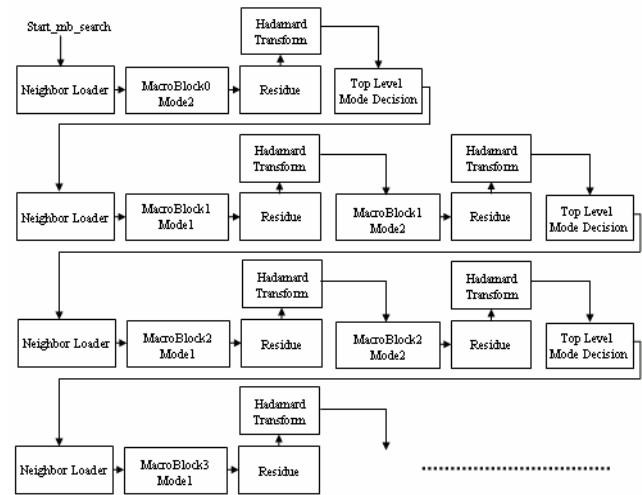 Start_mb_search
Hadamard
Transform
Neighbor Loader
MacroBlock0
Mode2
Residue
Top Level
Mode Decision
Hadamard
Transform
Hadamard
Transform
Neighbor Loader
MacroBlock1
Mode1
Residue
MacroBlock1
Mode2
Residue
Top Level
Mode Decision
Hadamard
Transform
Hadamard
Transform
Neighbor Loader
MacroBlock2
Mode1
Residue
MacroBlock2
Mode2
Residue
Top Level
Mode Decision
Hadamard
Transform
Neighbor Loader
MacroBlock3
Mode1
Residue